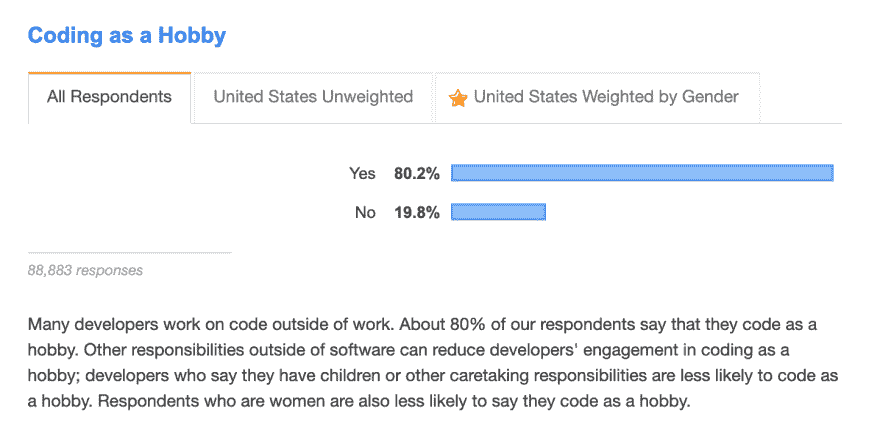 Coding as a Hobby
All Respondents United States Unweighted United States Weighted by Gender
Yes 80.2%
No 19.8%
88,883 responses
Many developers work on code outside of work. About 80% of our respondents say that they code as a
hobby. Other responsibilities outside of software can reduce developers' engagement in coding as a
hobby; developers who say they have children or other caretaking responsibilities are less likely to code as
a hobby. Respondents who are women are also less likely to say they code as a hobby.